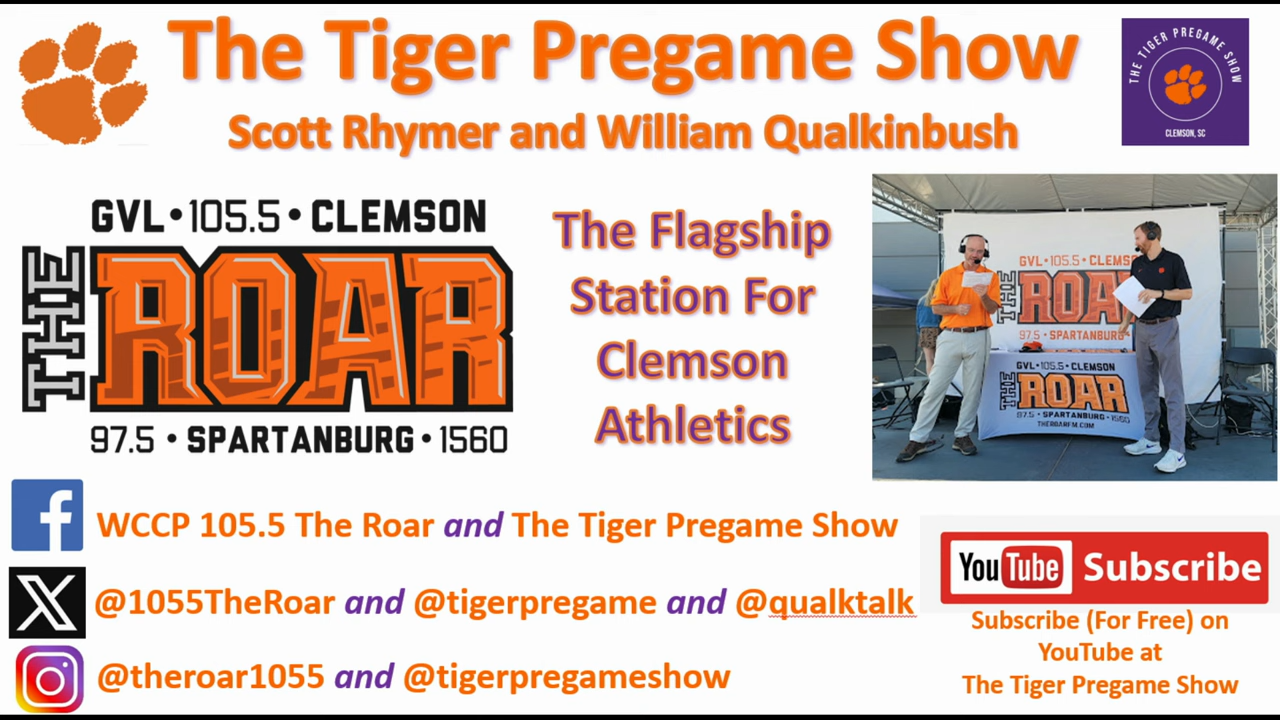 The Tiger Pregame Show
Scott Rhymer and William Qualkinbush
THE TIGER PREGAME SHOW
CLEMSON, SC
GVL • 105.5 • CLEMSON
THE ROAR
97.5 • SPARTANBURG • 1560
The Flagship
Station For
Clemson
Athletics
GVL • 105.5 • CLEMSO
THE ROA
97.5 • SPARTANBURG
GVL • 105.5 • CLEMSON
THE ROAR
97.5 • SPARTANBURG • 1560
THEROARFM.COM
WCCP 105.5 The Roar and The Tiger Pregame Show
@1055TheRoar and @tigerpregame and @qualktalk
@theroar1055 and @tigerpregameshow
YouTube Subscribe
Subscribe (For Free) on
YouTube at
The Tiger Pregame Show